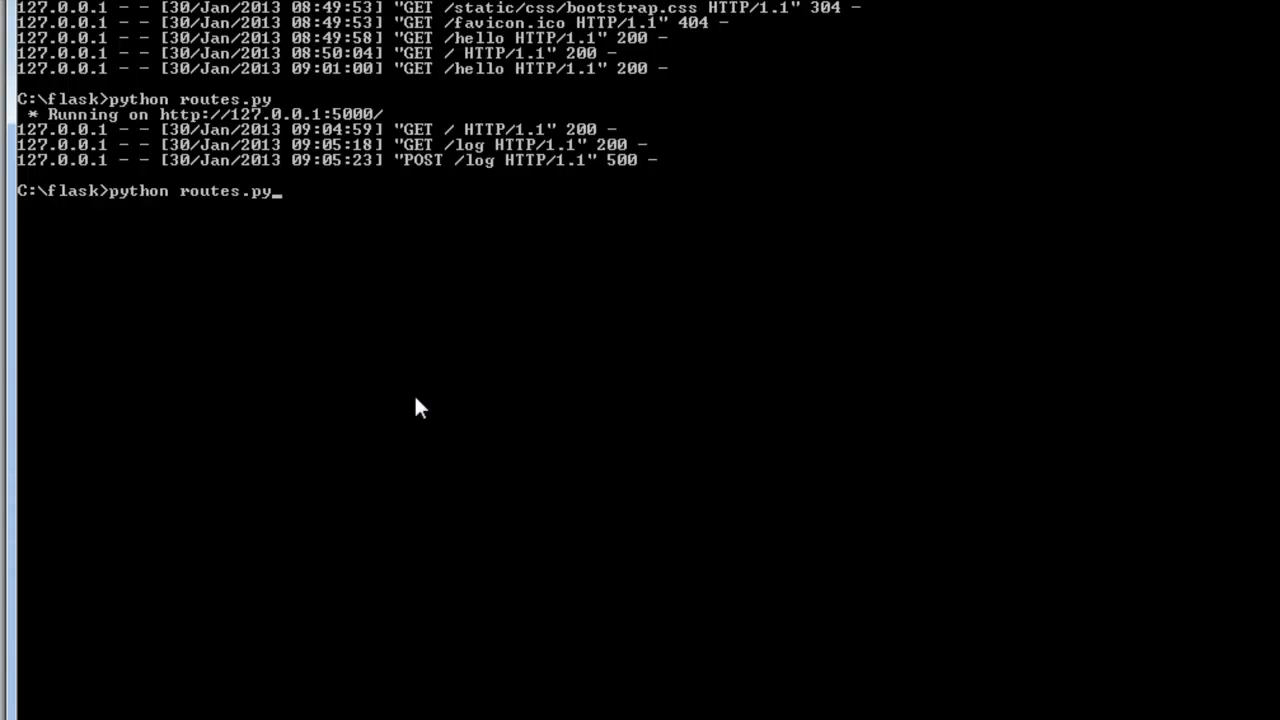 127.0.0.1 - - [30/Jan/2013 08:49:53] "GET /static/css/bootstrap.css HTTP/1.1" 304 -
127.0.0.1 - - [30/Jan/2013 08:49:53] "GET /favicon.ico HTTP/1.1" 404 -
127.0.0.1 - - [30/Jan/2013 08:49:58] "GET /hello HTTP/1.1" 200 -
127.0.0.1 - - [30/Jan/2013 08:50:04] "GET / HTTP/1.1" 200 -
127.0.0.1 - - [30/Jan/2013 09:01:00] "GET /hello HTTP/1.1" 200 -
C:\flask>python routes.py
* Running on http://127.0.0.1:5000/
127.0.0.1 - - [30/Jan/2013 09:04:59] "GET / HTTP/1.1" 200 -
127.0.0.1 - - [30/Jan/2013 09:05:18] "GET /log HTTP/1.1" 200 -
127.0.0.1 - - [30/Jan/2013 09:05:23] "POST /log HTTP/1.1" 500 -
C:\flask>python routes.py_